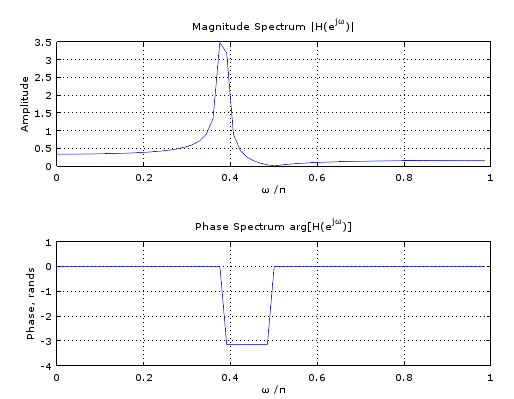 Magnitude Spectrum |H(e^jω)|
Amplitude
3.5
3
2.5
2
1.5
1
0.5
0
0 0.2 0.4 0.6 0.8 1
ω /π
Phase Spectrum arg[H(e^jω)]
Phase, rands
1
0
-1
-2
-3
-4
0 0.2 0.4 0.6 0.8 1
ω /π